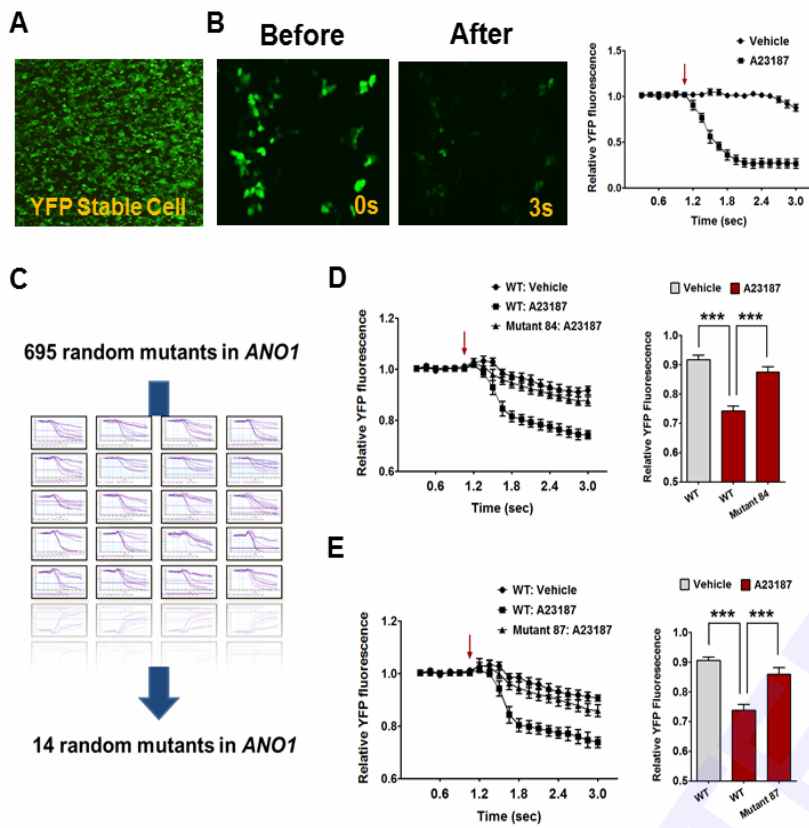 A
YFP Stable Cell
B
Before
After
0s
3s
Vehicle
A23187
Relative YFP fluorescence
1.5
1.0
0.5
0.0
0.6 1.2 1.8 2.4 3.0
Time (sec)
C
695 random mutants in ANO1
14 random mutants in ANO1
D
WT: Vehicle
WT: A23187
Mutant 84: A23187
Relative YFP fluorescence
1.2
1.0
0.8
0.6
0.6 1.2 1.8 2.4 3.0
Time (sec)
Vehicle A23187
*** ***
Relative YFP Fluoresecence
1.0
0.9
0.8
0.7
0.6
0.5
WT WT Mutant 84
E
WT: Vehicle
WT: A23187
Mutant 87: A23187
Relative YFP fluorescence
1.2
1.0
0.8
0.6
0.6 1.2 1.8 2.4 3.0
Time (sec)
Vehicle A23187
*** ***
Relative YFP fluorescence
1.0
0.9
0.8
0.7
0.6
0.5
WT WT Mutant 87